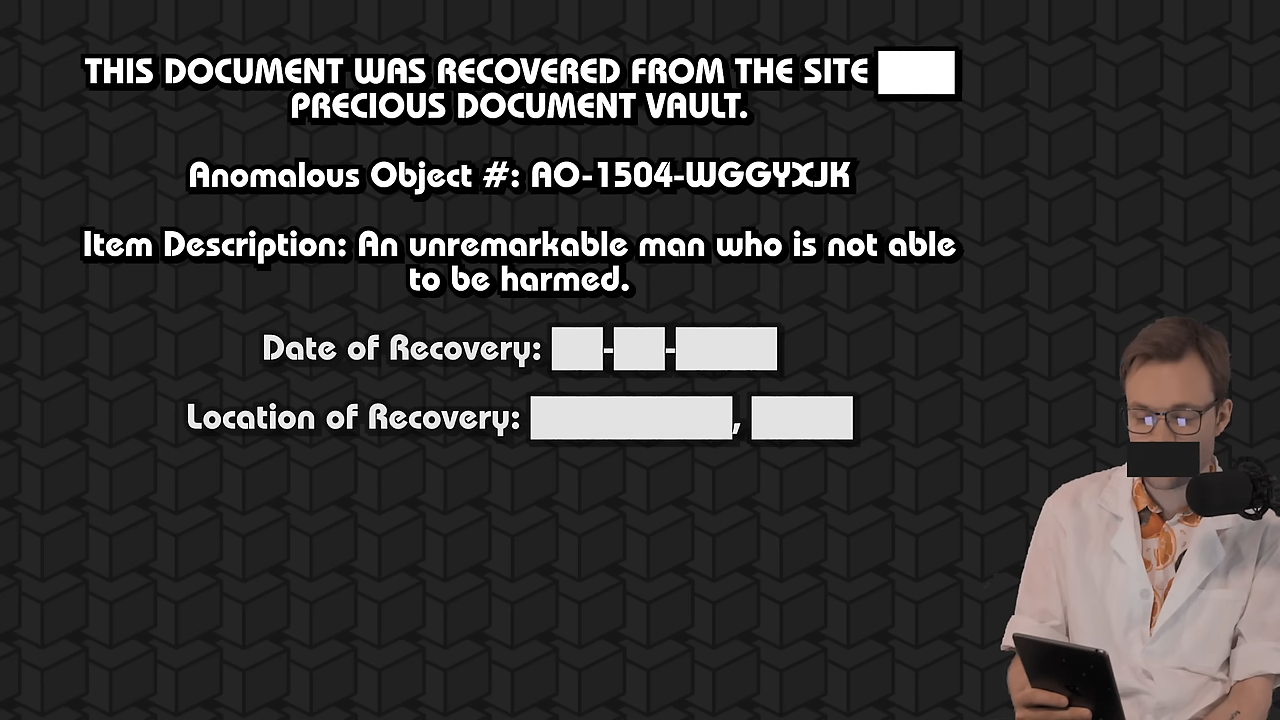 THIS DOCUMENT WAS RECOVERED FROM THE SITE
PRECIOUS DOCUMENT VAULT.
Anomalous Object #: AO-1504-WGGYXJK
Item Description: An unremarkable man who is not able
to be harmed.
Date of Recovery: - -
Location of Recovery: ,